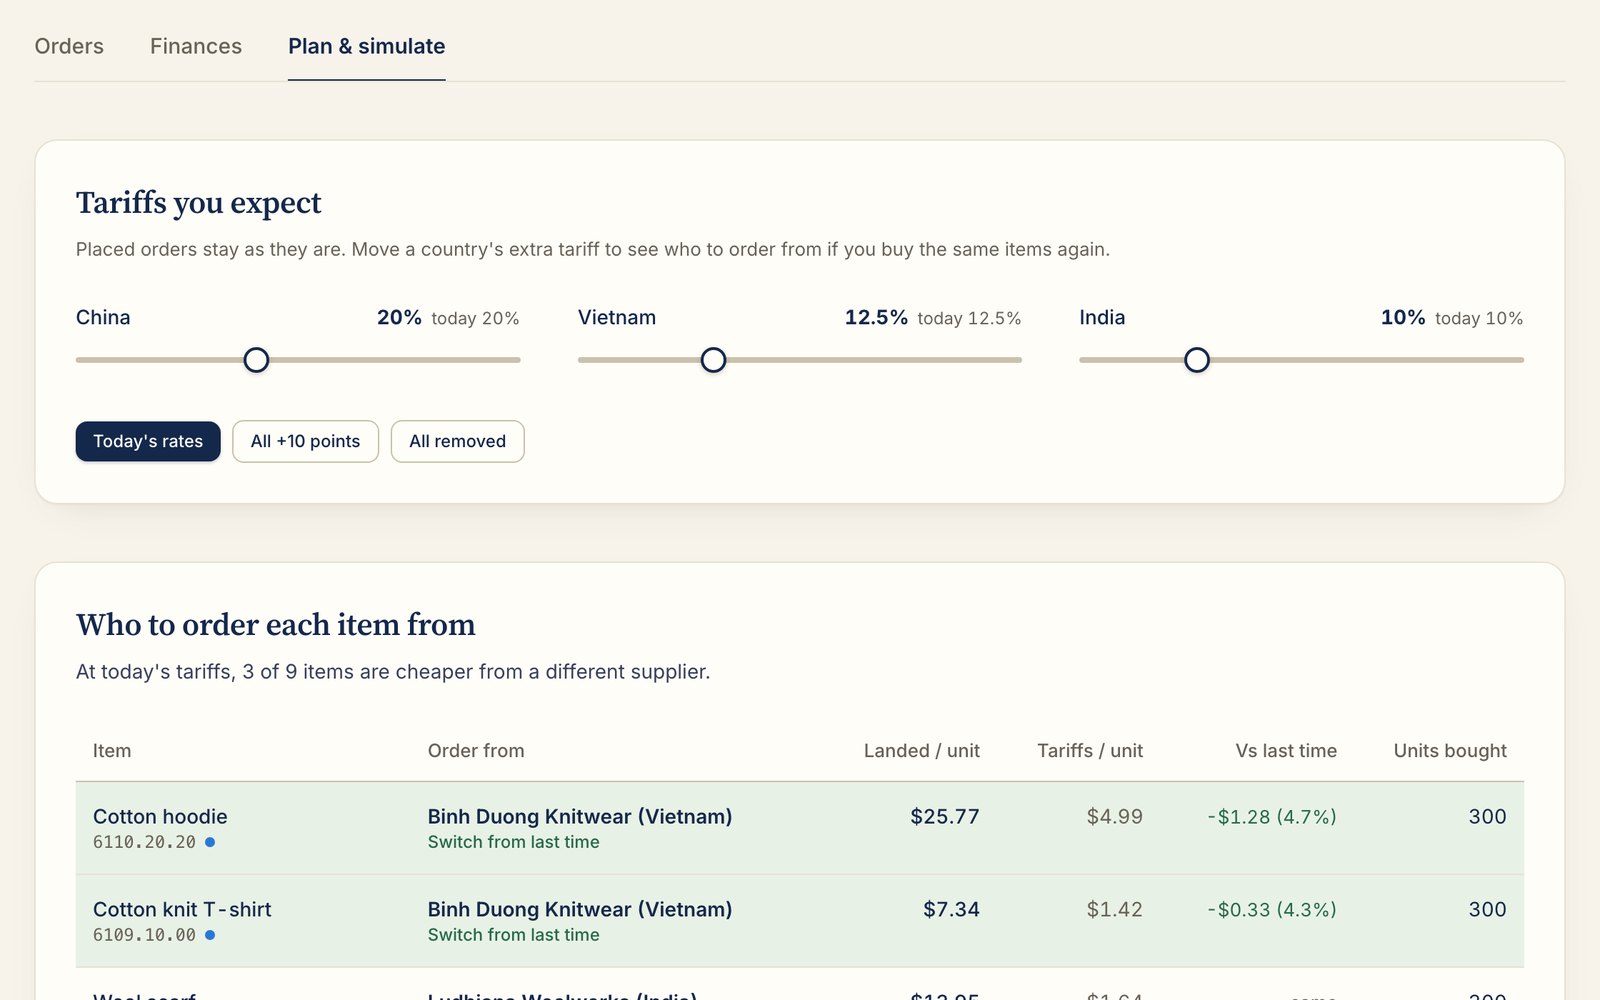 Orders Finances Plan & simulate
Tariffs you expect
Placed orders stay as they are. Move a country's extra tariff to see who to order from if you buy the same items again.
China 20% today 20% Vietnam 12.5% today 12.5% India 10% today 10%
Today's rates All +10 points All removed
Who to order each item from
At today's tariffs, 3 of 9 items are cheaper from a different supplier.
Item Order from Landed / unit Tariffs / unit Vs last time Units bought
Cotton hoodie Binh Duong Knitwear (Vietnam) $25.77 $4.99 -$1.28 (4.7%) 300
6110.20.20 Switch from last time
Cotton knit T-shirt Binh Duong Knitwear (Vietnam) $7.34 $1.42 -$0.33 (4.3%) 300
6109.10.00 Switch from last time